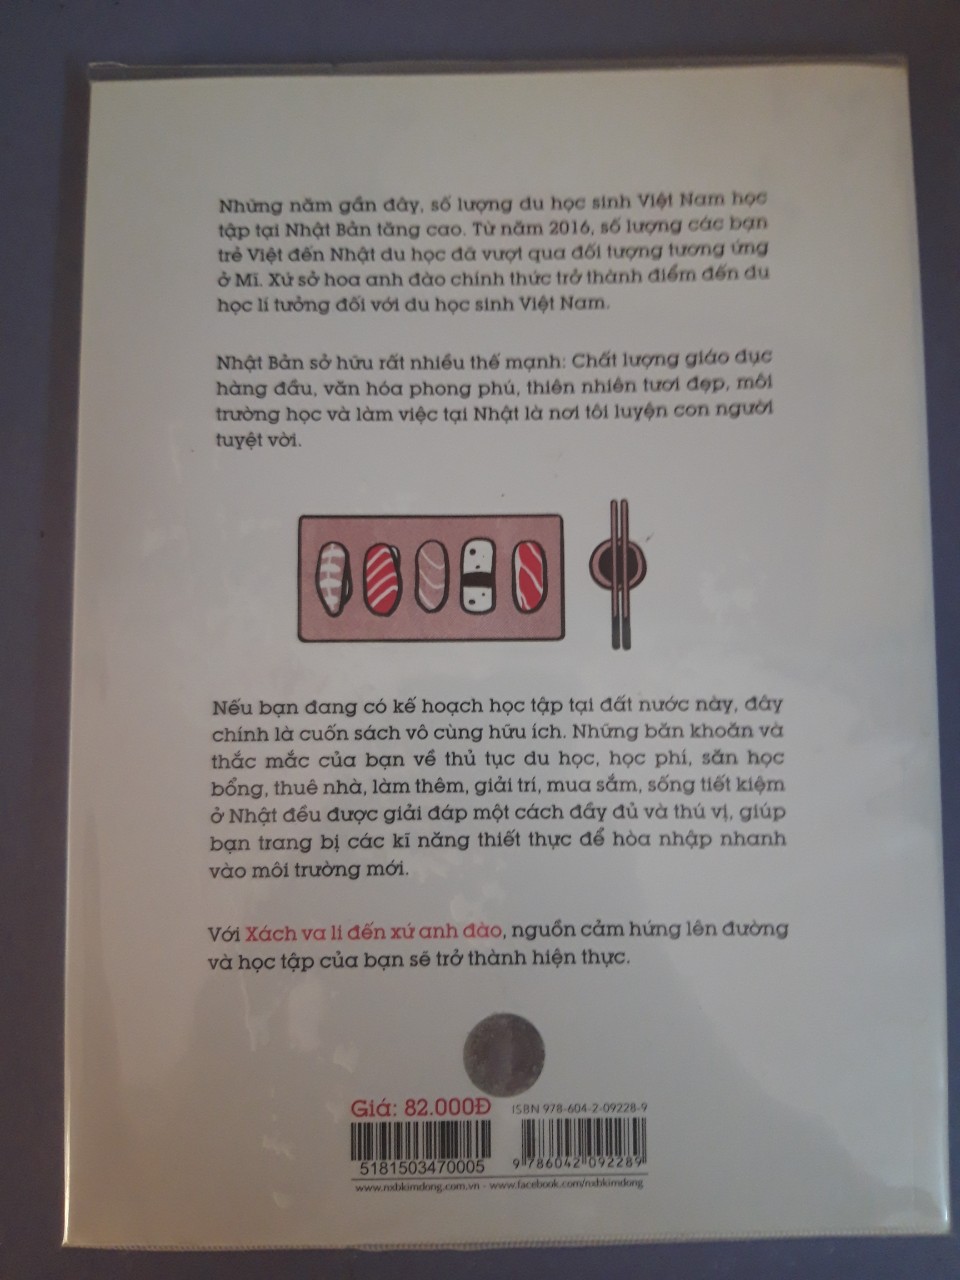 Những năm gần đây, số lượng du học sinh Việt Nam học
tập tại Nhật Bản tăng cao. Từ năm 2016, số lượng các bạn
trẻ Việt đến Nhật du học đã vượt qua đối tượng tương ứng
ở Mĩ. Xứ sở hoa anh đào chính thức trở thành điểm đến du
học lí tưởng đối với du học sinh Việt Nam.
Nhật Bản sở hữu rất nhiều thế mạnh: Chất lượng giáo dục
hàng đầu, văn hóa phong phú, thiên nhiên tươi đẹp, môi
trường học và làm việc tại Nhật là nơi tôi luyện con người
tuyệt vời.
Nếu bạn đang có kế hoạch học tập tại đất nước này, đây
chính là cuốn sách vô cùng hữu ích. Những băn khoăn và
thắc mắc của bạn về thủ tục du học, học phí, săn học
bổng, thuê nhà, làm thêm, giải trí, mua sắm, sống tiết kiệm
ở Nhật đều được giải đáp một cách đầy đủ và thú vị, giúp
bạn trang bị các kĩ năng thiết thực để hòa nhập nhanh
vào môi trường mới.
Với Xách va li đến xứ anh đào, nguồn cảm hứng lên đường
và học tập của bạn sẽ trở thành hiện thực.
Giá: 82.000Đ ISBN 978-604-2-09228-9
5181503470005 9 786042 092289
www.nxbkimdong.com.vn - www.facebook.com/nxbkimdong